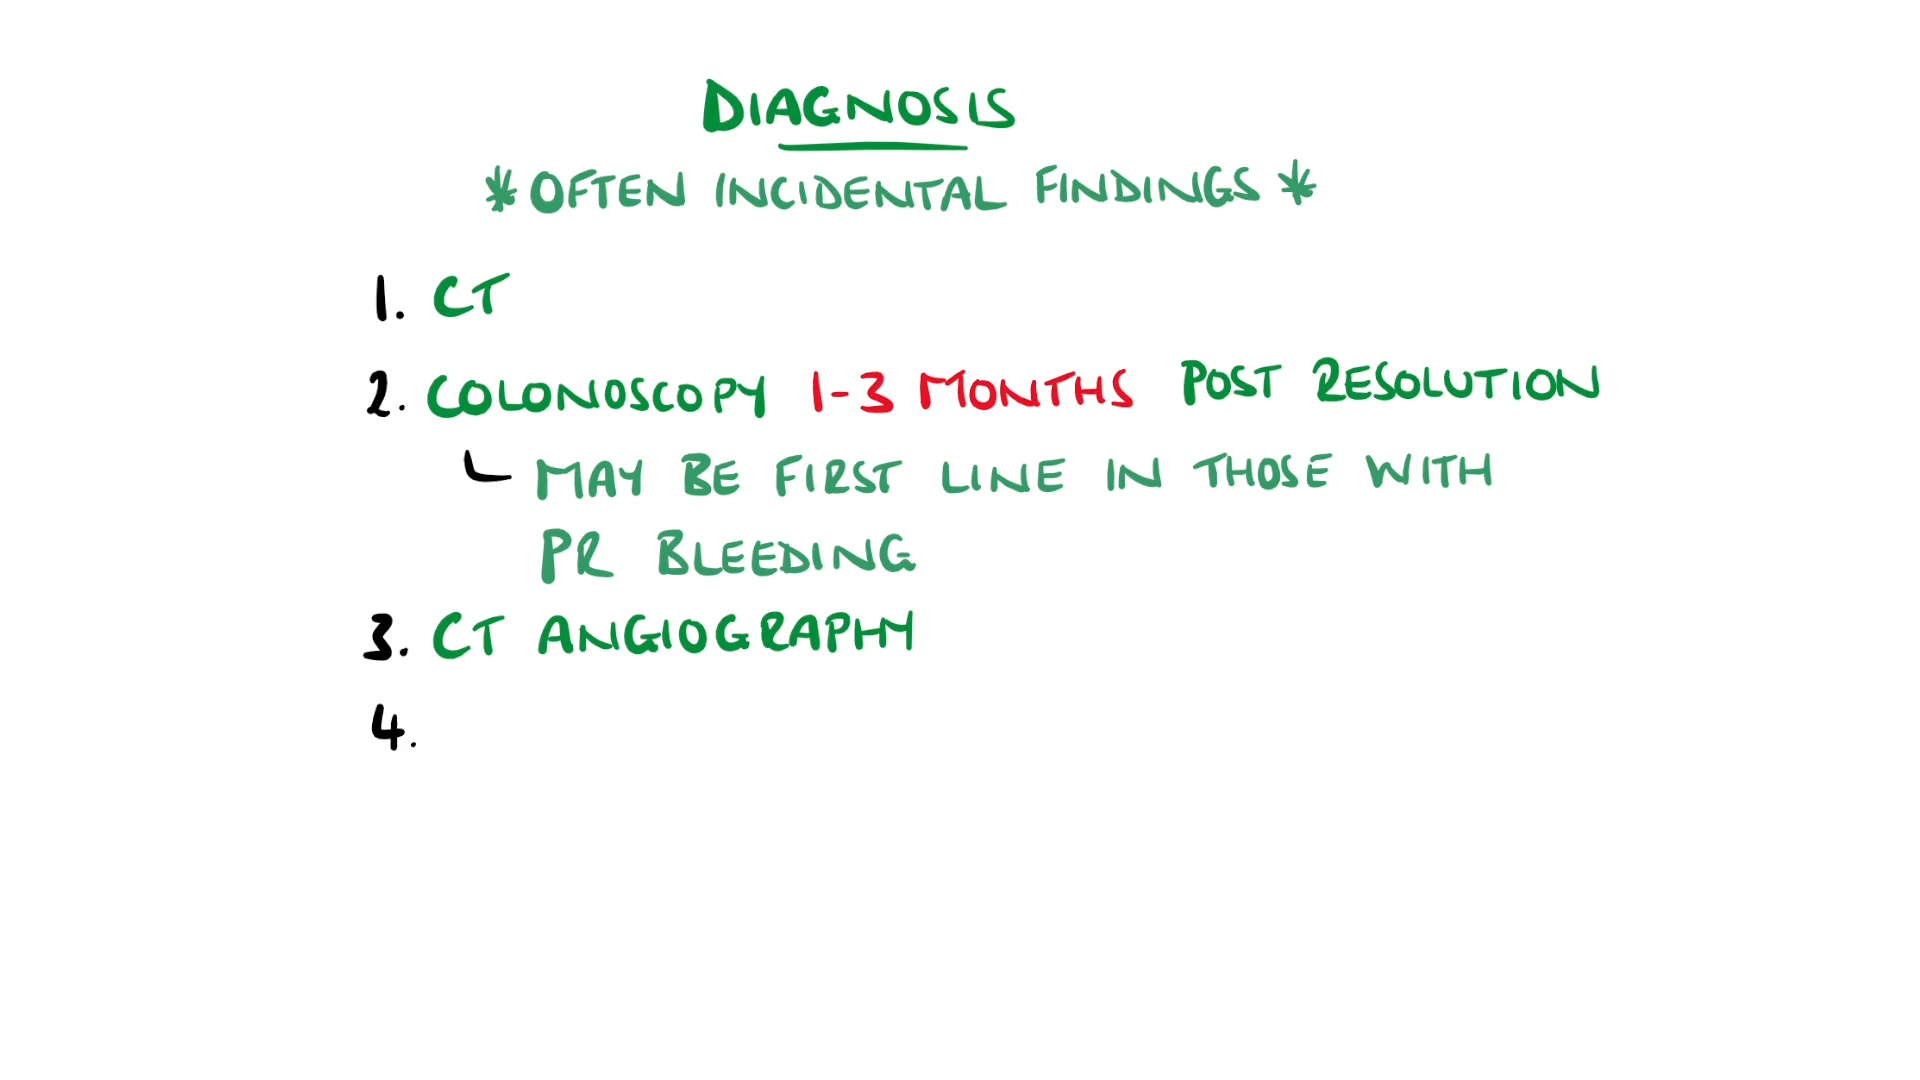 DIAGNOSIS
*OFTEN INCIDENTAL FINDINGS*
1. CT
2. COLONOSCOPY 1-3 MONTHS POST RESOLUTION
MAY BE FIRST LINE IN THOSE WITH
PR BLEEDING
3. CT ANGIOGRAPHY
4.